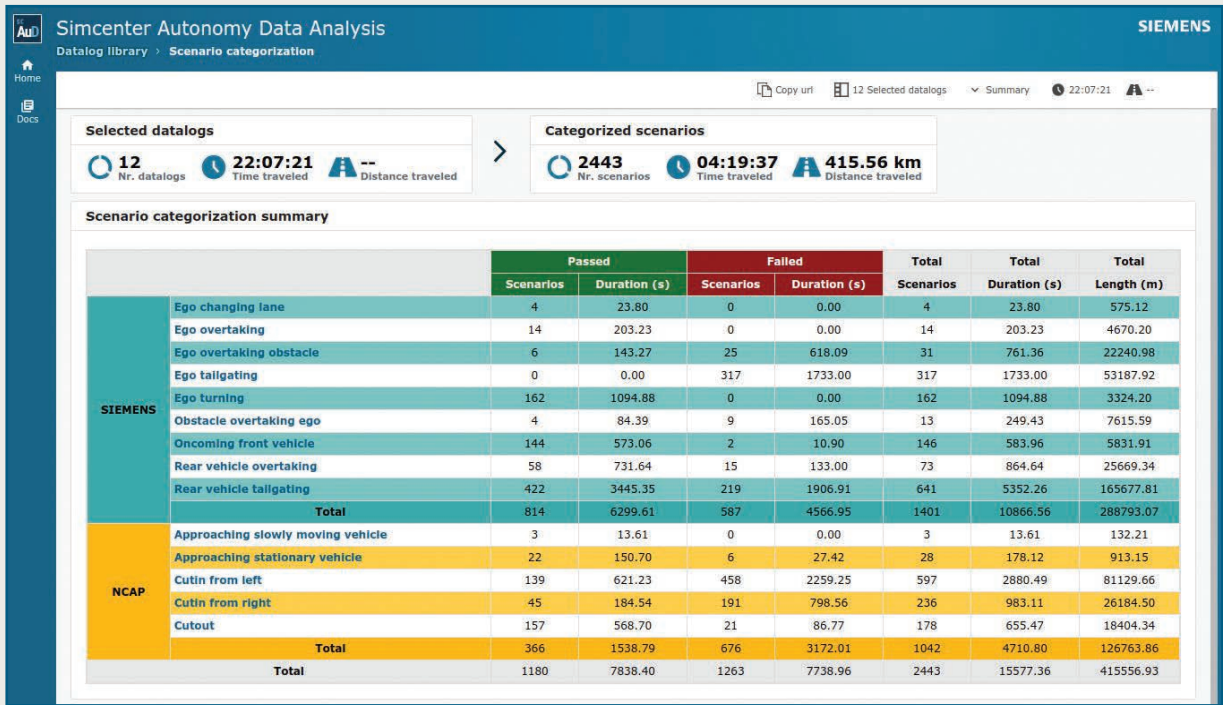 SC
AuD
Simcenter Autonomy Data Analysis
SIEMENS
Datalog library > Scenario categorization
Home
Docs
Copy url 12 Selected datalogs Summary 22:07:21 --
Selected datalogs
12 22:07:21 --
Nr. datalogs Time traveled Distance traveled
Categorized scenarios
2443 04:19:37 415.56 km
Nr. scenarios Time traveled Distance traveled
Scenario categorization summary
Passed Failed Total Total Total
Scenarios Duration (s) Scenarios Duration (s) Scenarios Duration (s) Length (m)
SIEMENS
Ego changing lane 4 23.80 0 0.00 4 23.80 575.12
Ego overtaking 14 203.23 0 0.00 14 203.23 4670.20
Ego overtaking obstacle 6 143.27 25 618.09 31 761.36 22240.98
Ego tailgating 0 0.00 317 1733.00 317 1733.00 53187.92
Ego turning 162 1094.88 0 0.00 162 1094.88 3324.20
Obstacle overtaking ego 4 84.39 9 165.05 13 249.43 7615.59
Oncoming front vehicle 144 573.06 2 10.90 146 583.96 5831.91
Rear vehicle overtaking 58 731.64 15 133.00 73 864.64 25669.34
Rear vehicle tailgating 422 3445.35 219 1906.91 641 5352.26 165677.81
Total 814 6299.61 587 4566.95 1401 10866.56 288793.07
NCAP
Approaching slowly moving vehicle 3 13.61 0 0.00 3 13.61 132.21
Approaching stationary vehicle 22 150.70 6 27.42 28 178.12 913.15
Cutin from left 139 621.23 458 2259.25 597 2880.49 81129.66
Cutin from right 45 184.54 191 798.56 236 983.11 26184.50
Cutout 157 568.70 21 86.77 178 655.47 18404.34
Total 366 1538.79 676 3172.01 1042 4710.80 126763.86
Total 1180 7838.40 1263 7738.96 2443 15577.36 415556.93